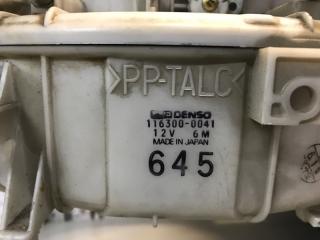 >PP-TALC<
DENSO
116300-0041
12V 6M
MADE IN JAPAN
645